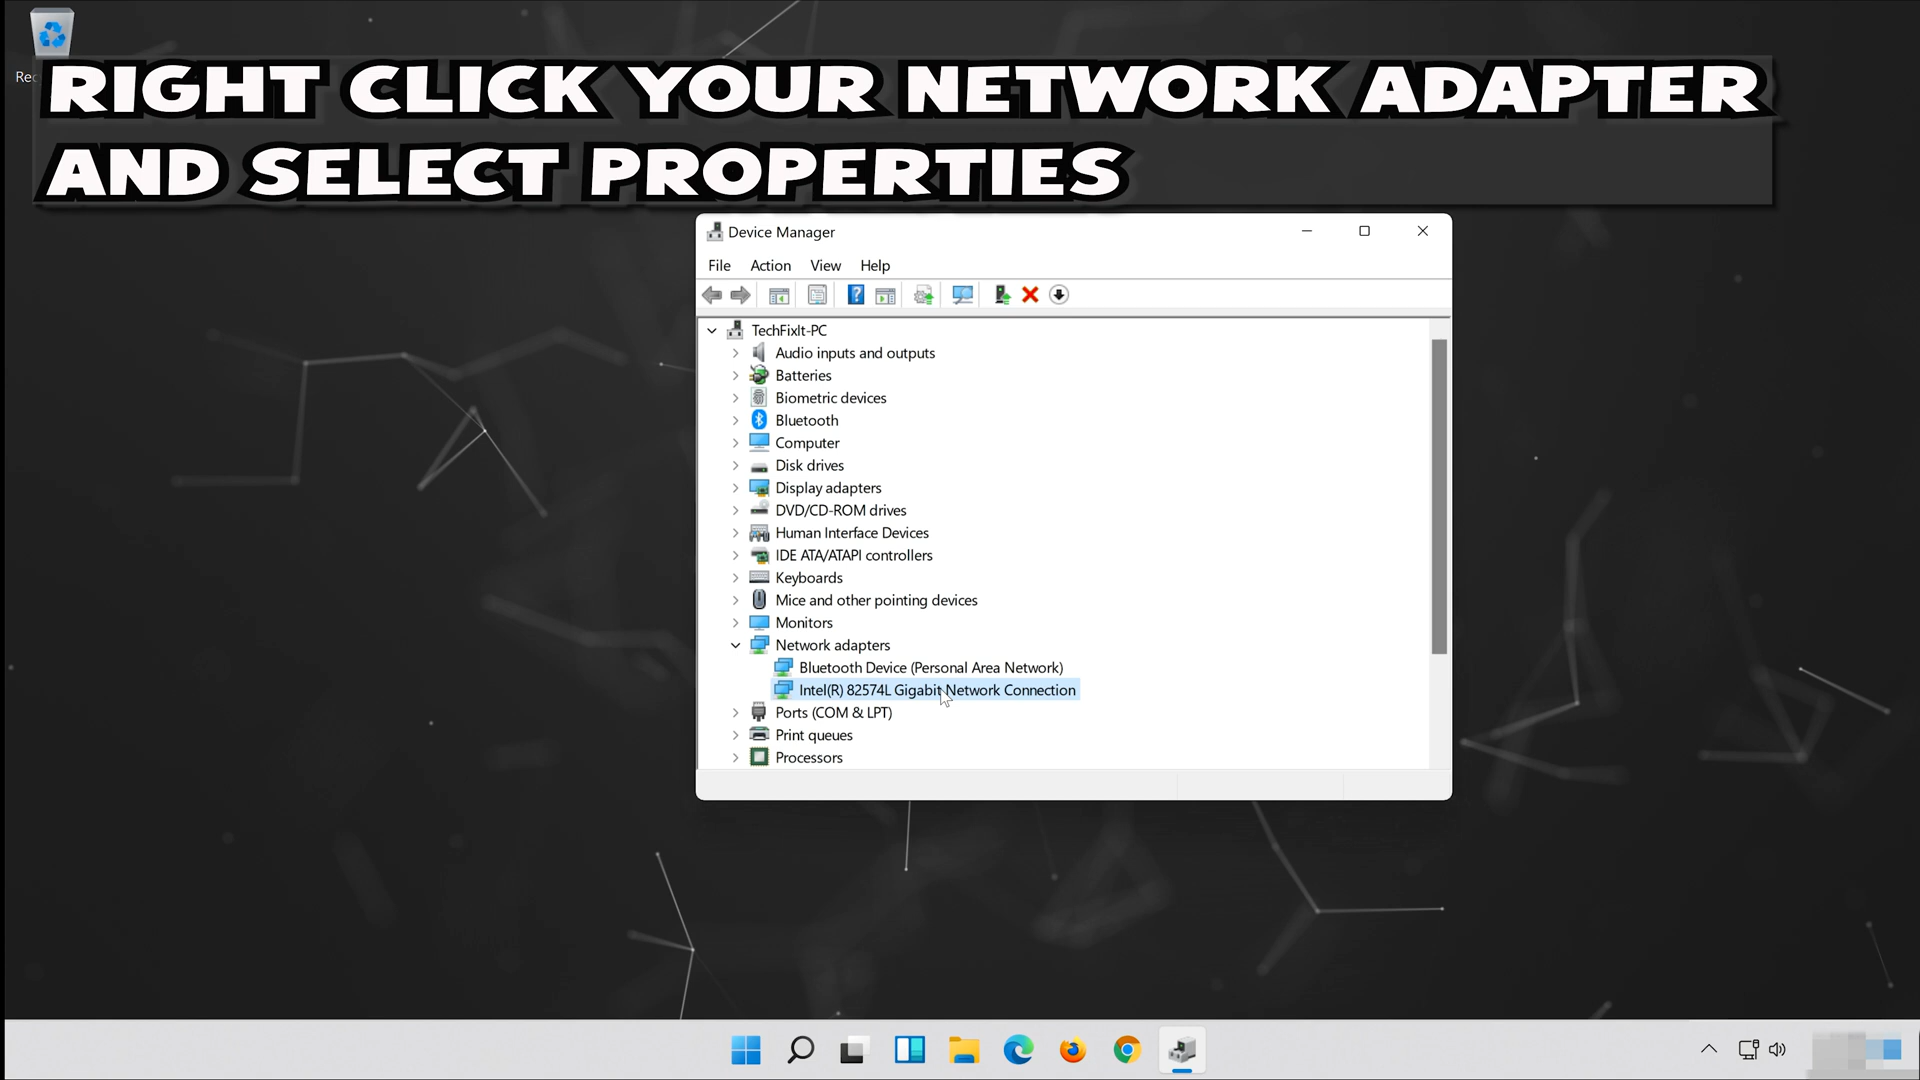 RIGHT CLICK YOUR NETWORK ADAPTER
AND SELECT PROPERTIES
Device Manager
File Action View Help
TechFixIt-PC
Audio inputs and outputs
Batteries
Biometric devices
Bluetooth
Computer
Disk drives
Display adapters
DVD/CD-ROM drives
Human Interface Devices
IDE ATA/ATAPI controllers
Keyboards
Mice and other pointing devices
Monitors
Network adapters
Bluetooth Device (Personal Area Network)
Intel(R) 82574L Gigabit Network Connection
Ports (COM & LPT)
Print queues
Processors